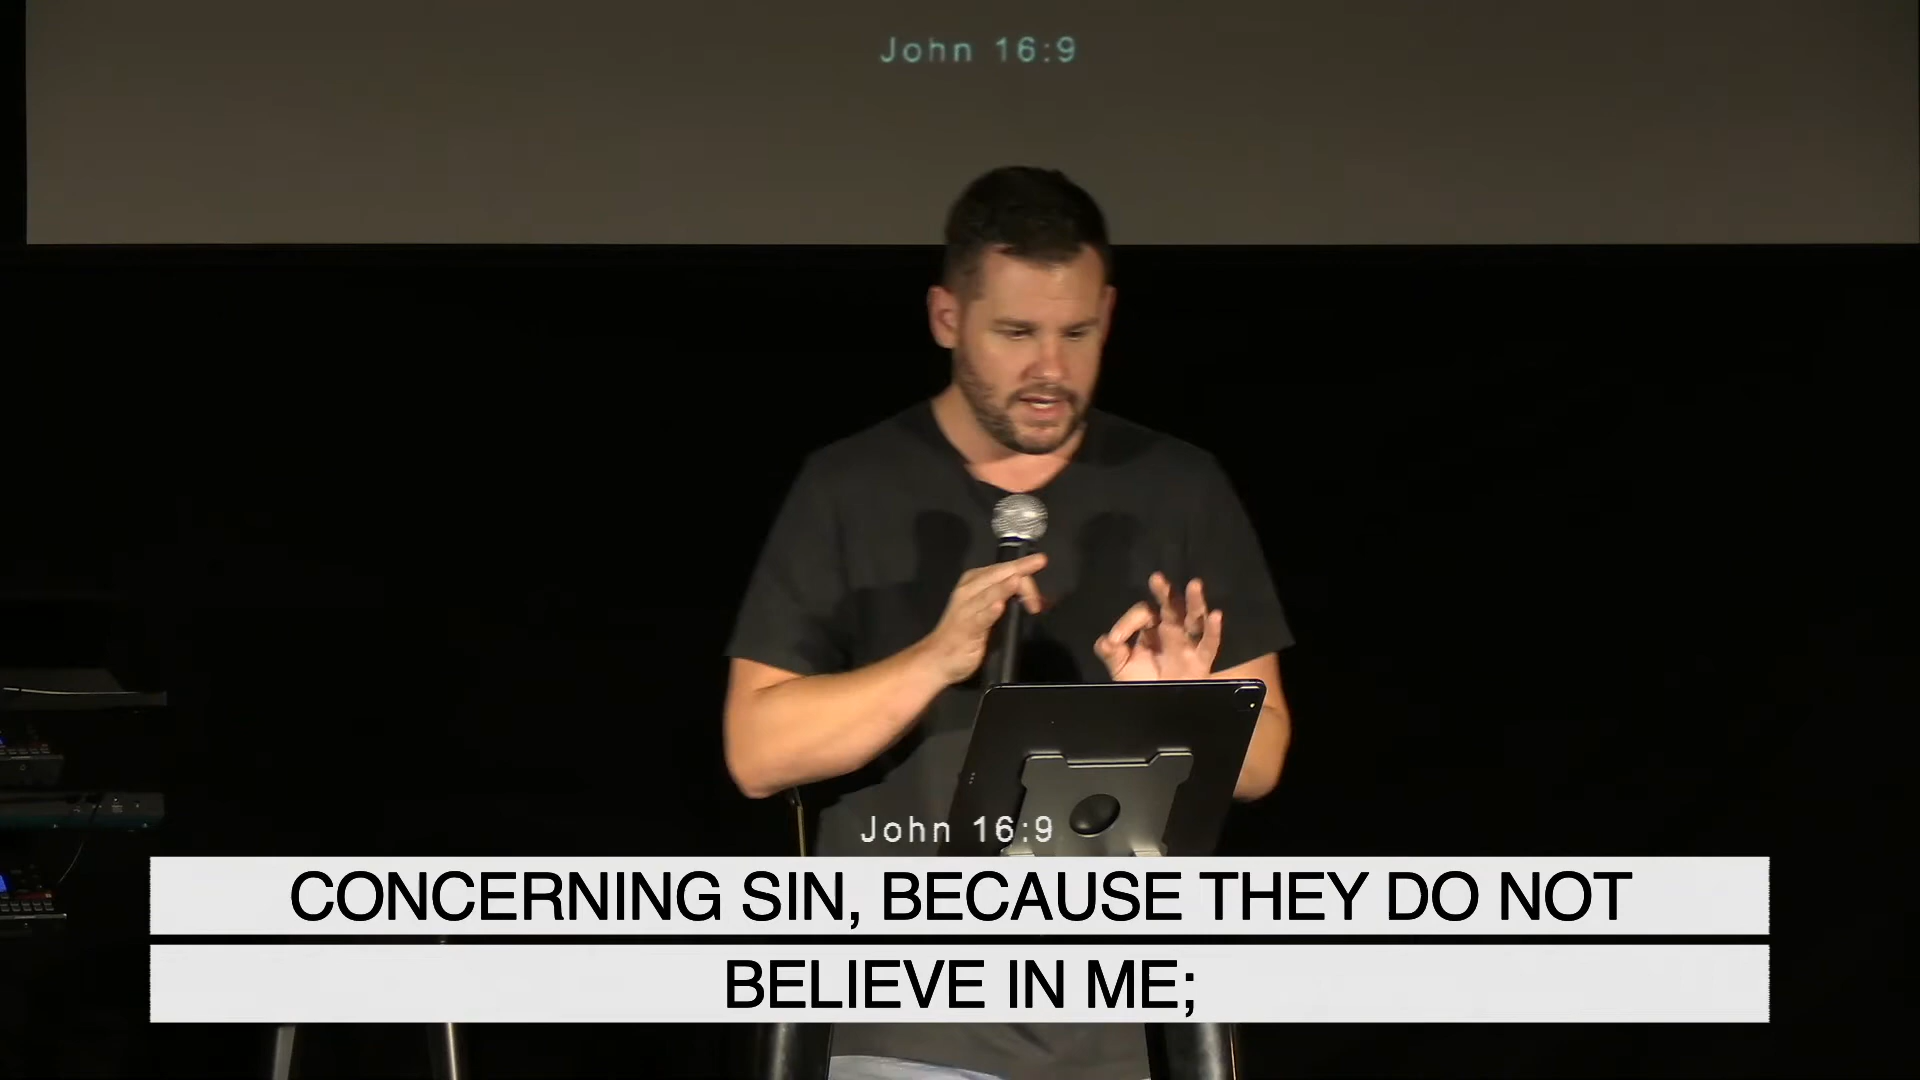 John 16:9
John 16:9
CONCERNING SIN, BECAUSE THEY DO NOT
BELIEVE IN ME;